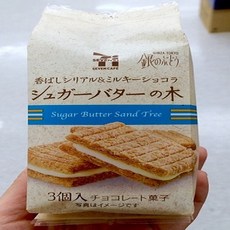 SEVEN CAFÉ
銀のぶどう
香ばしシリアル&ミルキーショコラ
シュガーバターの木
Sugar Butter Sand Tree
3個入 チョコレート菓子
写真はイメージです